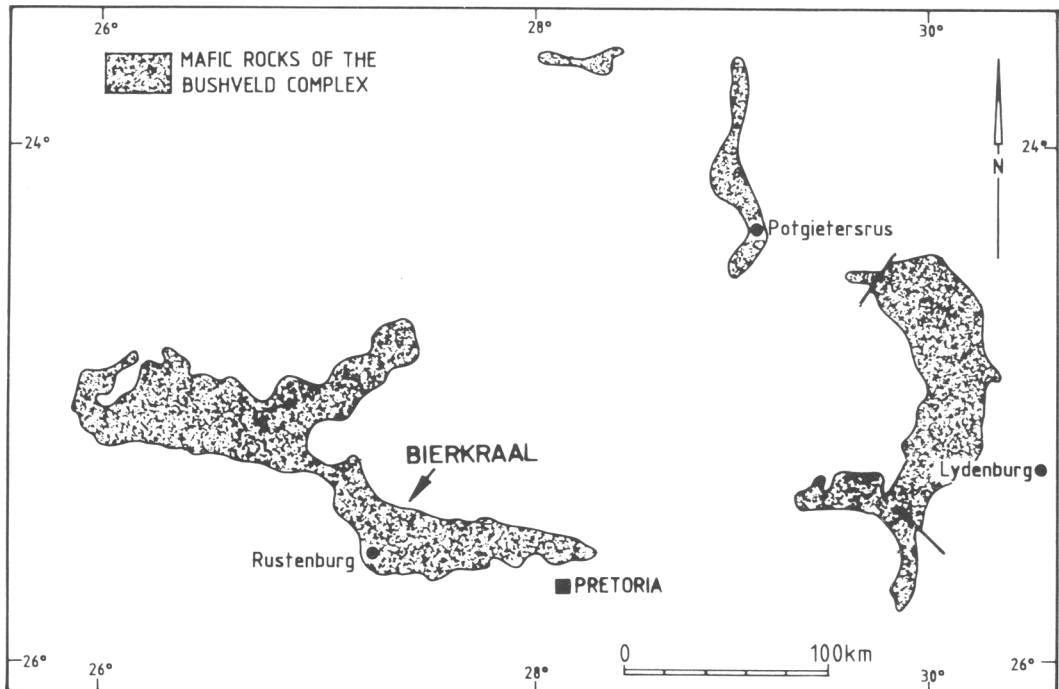 26°
28°
30°
MAFIC ROCKS OF THE
BUSHVELD COMPLEX
24°
24°
N
Potgietersrus
BIERKRAAL
Lydenburg
Rustenburg
PRETORIA
0 100km
26°
26°
26°
28°
30°